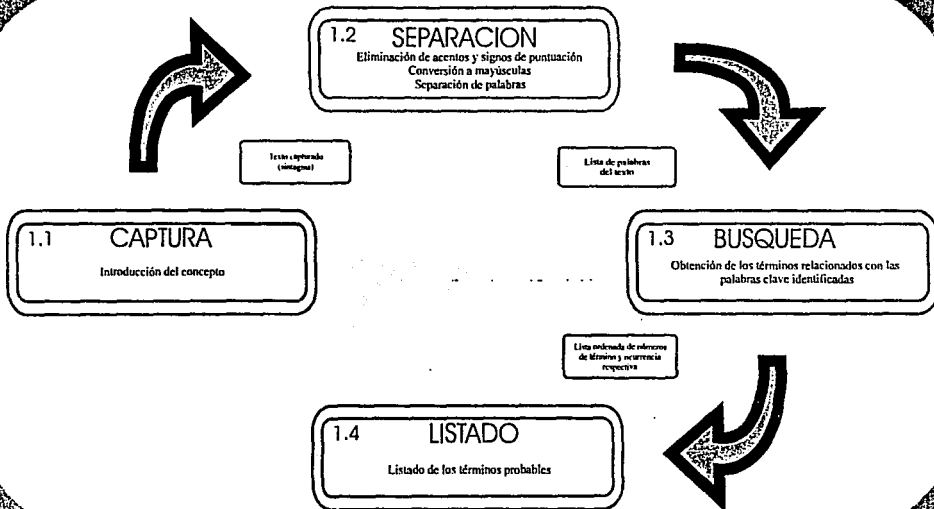 1.2 SEPARACION
Eliminación de acentos y signos de puntuación
Conversión a mayúsculas
Separación de palabras
Texto capturado
(sintagma)
Lista de palabras
del texto
1.1 CAPTURA
Introducción del concepto
1.3 BUSQUEDA
Obtención de los términos relacionados con las
palabras clave identificadas
Lista ordenada de números
de término y ocurrencia
respectiva
1.4 LISTADO
Listado de los términos probables